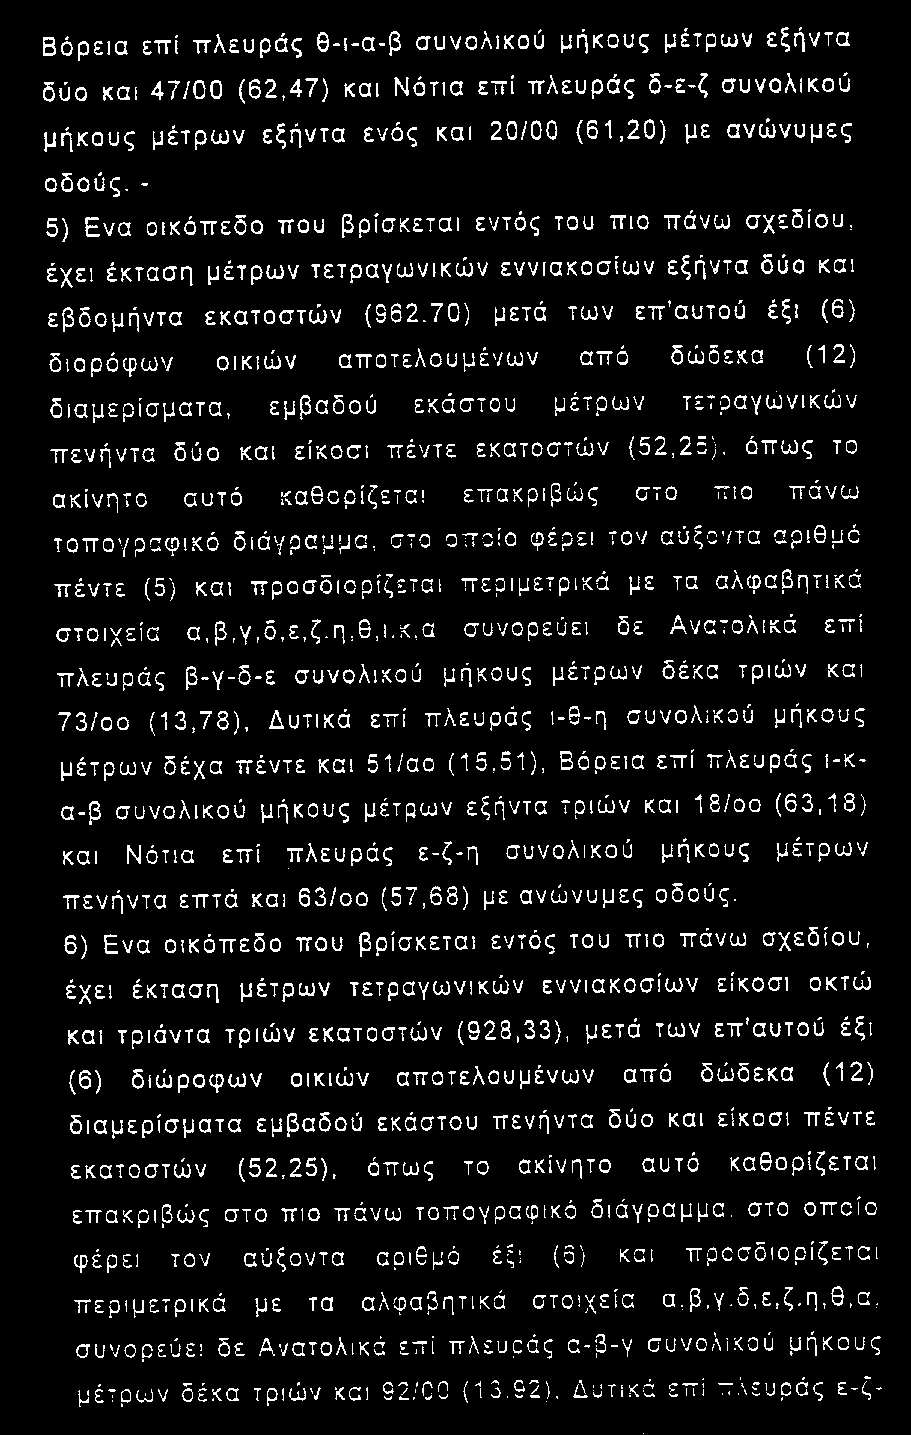 Βόρεια επί πλευράς θ-ι-α-β συνολικού μήκους μέτρων εξήντα
δύο και 47/00 (62,47) και Νότια επί πλευράς δ-ε-ζ συνολικού
μήκους μέτρων εξήντα ενός και 20/00 (61,20) με ανώνυμες
οδούς. -
5) Ενα οικόπεδο που βρίσκεται εντός του πιο πάνω σχεδίου,
έχει έκταση μέτρων τετραγωνικών εννιακοσίων εξήντα δύο και
εβδομήντα εκατοστών (962.70) μετά των επ'αυτού έξι (6)
διορόφων οικιών αποτελουμένων από δώδεκα (12)
διαμερίσματα, εμβαδού εκάστου μέτρων τετραγωνικών
πενήντα δύο και είκοσι πέντε εκατοστών (52,25), όπως το
ακίνητο αυτό καθορίζεται επακριβώς στο πιο πάνω
τοπογραφικό διάγραμμα, στο οποίο φέρει τον αύξοντα αριθμό
πέντε (5) και προσδιορίζεται περιμετρικά με τα αλφαβητικά
στοιχεία α,β,γ,δ,ε,ζ.η,θ,ι.κ,α συνορεύει δε Ανατολικά επί
πλευράς β-γ-δ-ε συνολικού μήκους μέτρων δέκα τριών και
73/οο (13,78), Δυτικά επί πλευράς ι-θ-η συνολικού μήκους
μέτρων δέχα πέντε και 51/αο (15,51), Βόρεια επί πλευράς ι-κ-
α-β συνολικού μήκους μέτρων εξήντα τριών και 18/οο (63,18)
και Νότια επί πλευράς ε-ζ-η συνολικού μήκους μέτρων
πενήντα επτά και 63/οο (57,68) με ανώνυμες οδούς.
6) Ενα οικόπεδο που βρίσκεται εντός του πιο πάνω σχεδίου,
έχει έκταση μέτρων τετραγωνικών εννιακοσίων είκοσι οκτώ
και τριάντα τριών εκατοστών (928,33), μετά των επ'αυτού έξι
(6) διώροφων οικιών αποτελουμένων από δώδεκα (12)
διαμερίσματα εμβαδού εκάστου πενήντα δύο και είκοσι πέντε
εκατοστών (52,25), όπως το ακίνητο αυτό καθορίζεται
επακριβώς στο πιο πάνω τοπογραφικό διάγραμμα, στο οποίο
φέρει τον αύξοντα αριθμό έξι (6) και προσδιορίζεται
περιμετρικά με τα αλφαβητικά στοιχεία α,β,γ.δ,ε,ζ.η,θ,α,
συνορεύει δε Ανατολικά επί πλευράς α-β-γ συνολικού μήκους
μέτρων δέκα τριών και 92/00 (13.92), Δυτικά επί πλευράς ε-ζ-